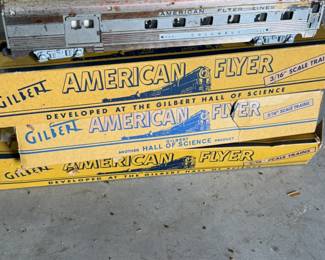 AMERICAN FLYER LINES
GILBERT AMERICAN FLYER 3/16" SCALE TRAINS
DEVELOPED AT THE GILBERT HALL OF SCIENCE
GILBERT AMERICAN FLYER 3/16" SCALE TRAINS
ANOTHER GILBERT HALL OF SCIENCE PRODUCT
AMERICAN FLYER SCALE TRAINS
DEVELOPED AT THE GILBERT HALL OF SCIENCE